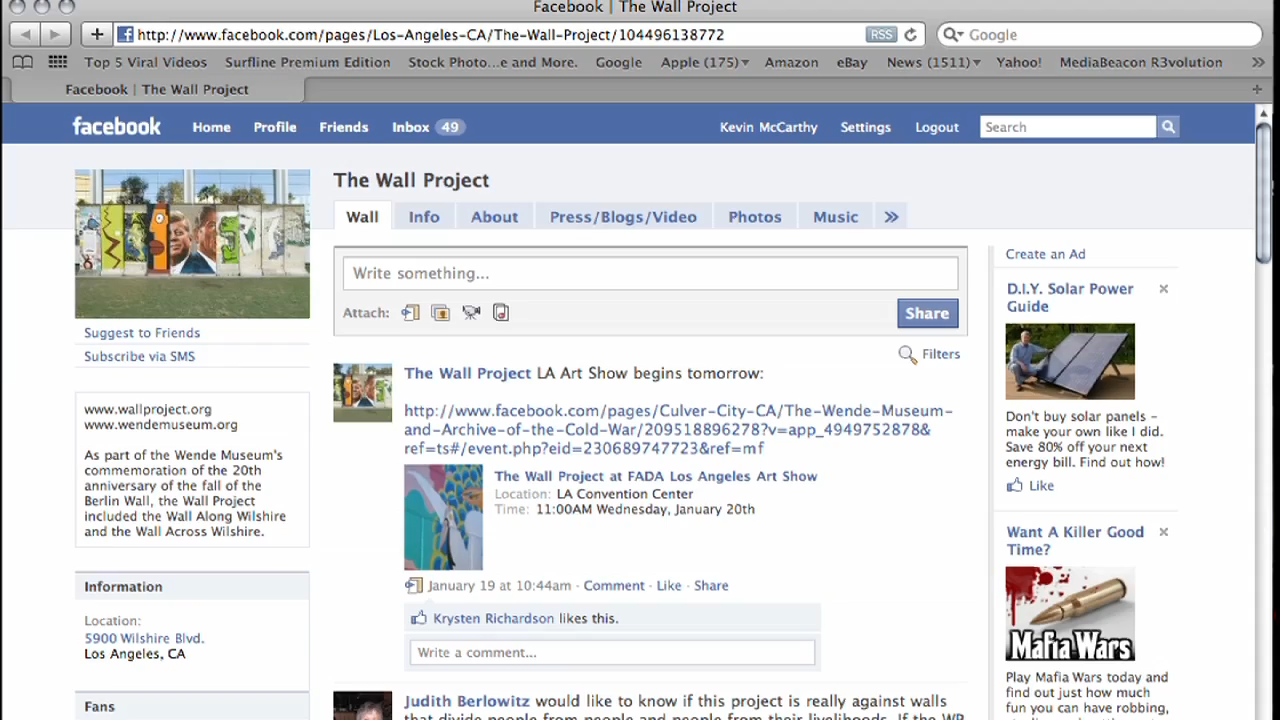 Facebook | The Wall Project
http://www.facebook.com/pages/Los-Angeles-CA/The-Wall-Project/104496138772
RSS
Google
Top 5 Viral Videos
Surfline Premium Edition
Stock Photo...e and More.
Google
Apple (175)
Amazon
eBay
News (1511)
Yahoo!
MediaBeacon R3volution
Facebook | The Wall Project
facebook
Home
Profile
Friends
Inbox 49
Kevin McCarthy
Settings
Logout
Search
The Wall Project
Wall
Info
About
Press/Blogs/Video
Photos
Music
Write something...
Attach:
Share
Filters
Suggest to Friends
Subscribe via SMS
www.wallproject.org
www.wendemuseum.org
As part of the Wende Museum's
commemoration of the 20th
anniversary of the fall of the
Berlin Wall, the Wall Project
included the Wall Along Wilshire
and the Wall Across Wilshire.
Information
Location:
5900 Wilshire Blvd.
Los Angeles, CA
Fans
The Wall Project LA Art Show begins tomorrow:
http://www.facebook.com/pages/Culver-City-CA/The-Wende-Museum-
and-Archive-of-the-Cold-War/209518896278?v=app_4949752878&
ref=ts#/event.php?eid=230689747723&ref=mf
The Wall Project at FADA Los Angeles Art Show
Location: LA Convention Center
Time: 11:00AM Wednesday, January 20th
January 19 at 10:44am · Comment · Like · Share
Krysten Richardson likes this.
Write a comment...
Judith Berlowitz would like to know if this project is really against walls
that divide people from people and people from their livelihoods. If the WP
Create an Ad
D.I.Y. Solar Power
Guide
Don't buy solar panels –
make your own like I did.
Save 80% off your next
energy bill. Find out how!
Like
Want A Killer Good
Time?
Mafia Wars
Play Mafia Wars today and
find out just how much
fun you can have robbing,